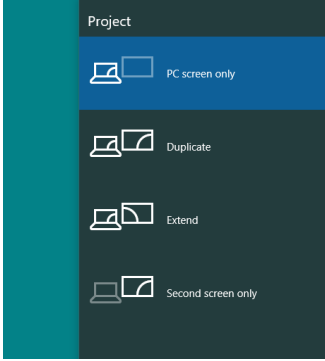 Project
PC screen only
Duplicate
Extend
Second screen only